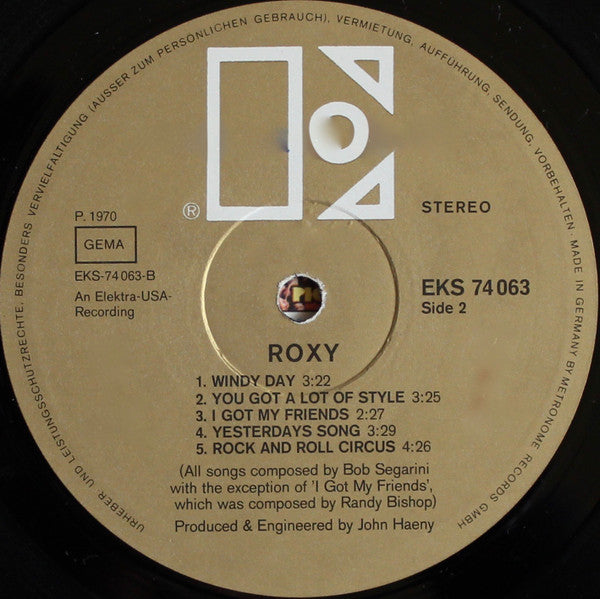 URHEBER UND LEISTUNGSSCHUTZRECHTE, BESONDERS VERVIELFÄLTIGUNG (AUSSER ZUM PERSÖNLICHEN GEBRAUCH), VERMIETUNG, AUFFÜHRUNG, SENDUNG, VORBEHALTEN · MADE IN GERMANY BY METRONOME RECORDS GMBH
®
P. 1970
STEREO
GEMA
EKS-74 063-B
An Elektra-USA-
Recording
EKS 74 063
Side 2
ROXY
1. WINDY DAY 3:22
2. YOU GOT A LOT OF STYLE 3:25
3. I GOT MY FRIENDS 2:27
4. YESTERDAYS SONG 3:29
5. ROCK AND ROLL CIRCUS 4:26
(All songs composed by Bob Segarini
with the exception of 'I Got My Friends',
which was composed by Randy Bishop)
Produced & Engineered by John Haeny